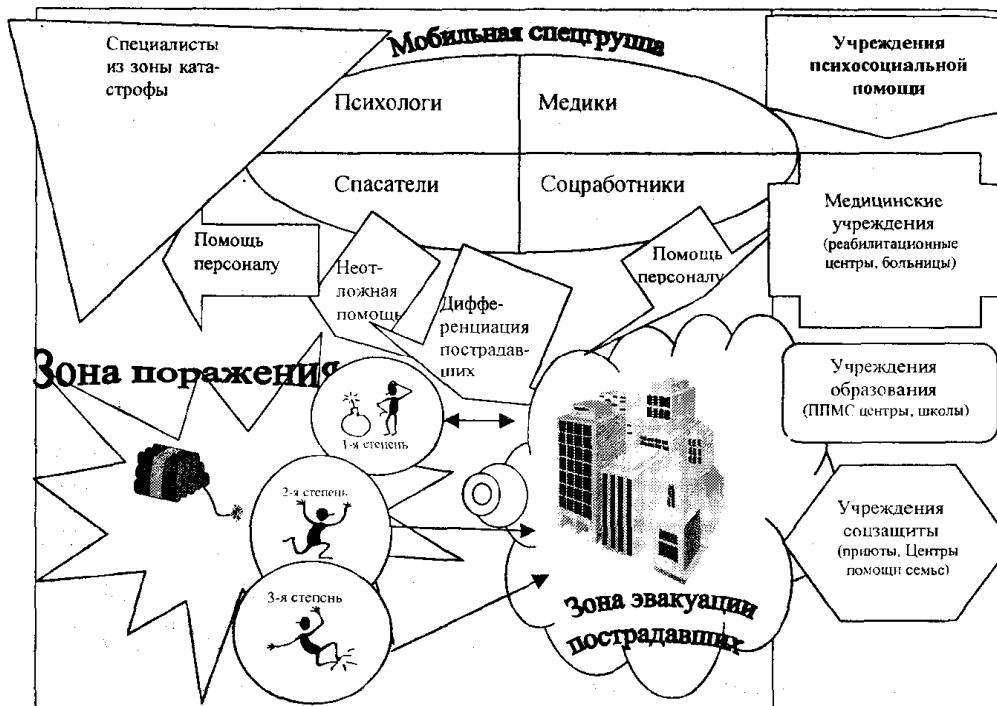 Специалисты
из зоны ката-
строфы
Мобильная спецгруппа
Психологи
Медики
Спасатели
Соцработники
Учреждения
психосоциальной
помощи
Медицинские
учреждения
(реабилитационные
центры, больницы)
Помощь
персоналу
Неот-
ложная
помощь
Диффе-
ренциация
пострадав-
ших
Помощь
персоналу
Зона поражения
1-я степень
2-я степень
3-я степень
Учреждения
образования
(ППМС центры, школы)
Учреждения
соцзащиты
(приюты, Центры
помощи семье)
Зона эвакуации
пострадавших